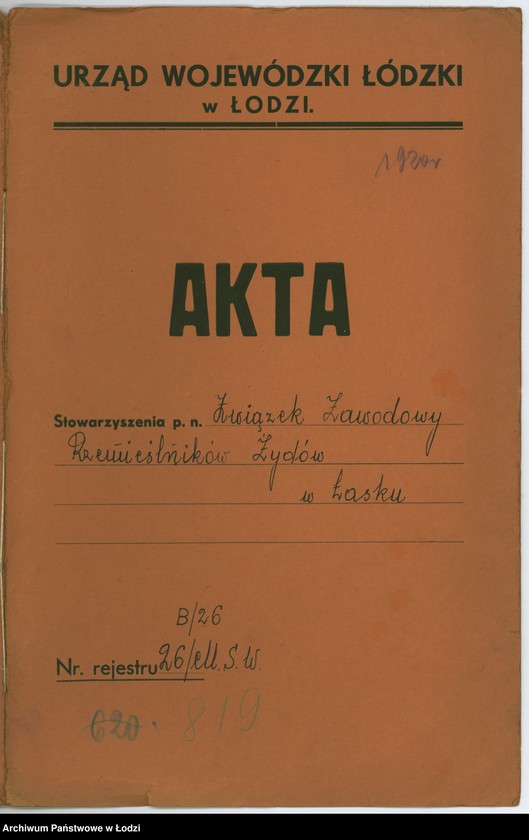 URZĄD WOJEWÓDZKI ŁÓDZKI
w ŁODZI.
1920r
AKTA
Stowarzyszenia p. n. Związek Zawodowy
Rzemieślników Żydów
w Łasku
B/26
Nr. rejestru 26/M.S.W.
620. 819
Archiwum Państwowe w Łodzi